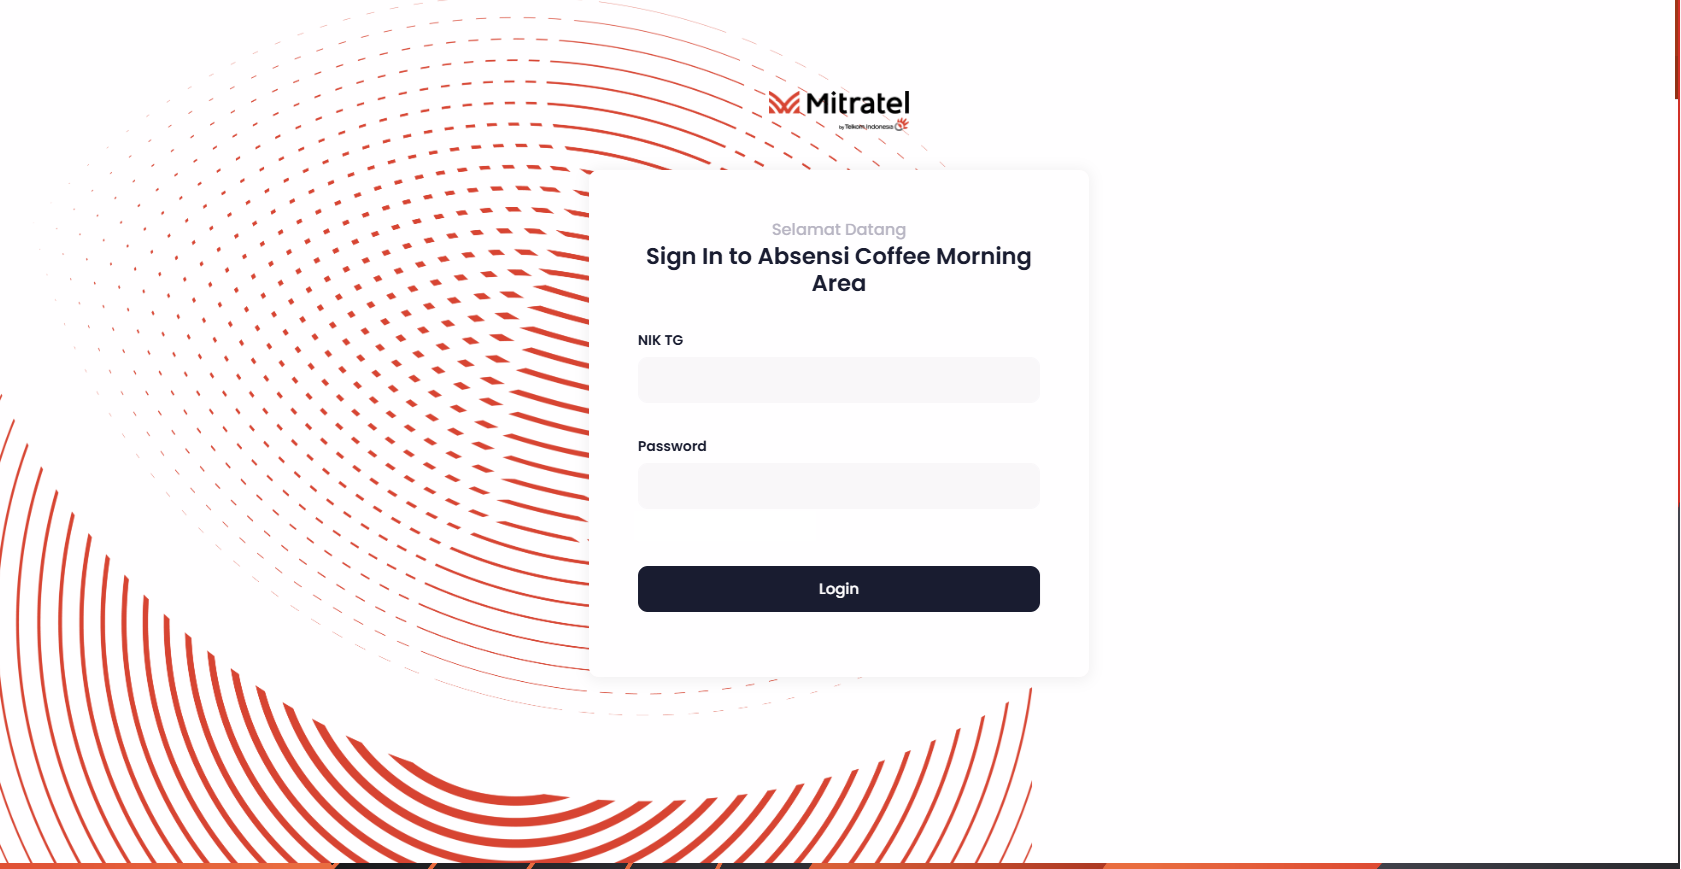 Mitratel
by Telkom Indonesia
Selamat Datang
Sign In to Absensi Coffee Morning
Area
NIK TG
Password
Login